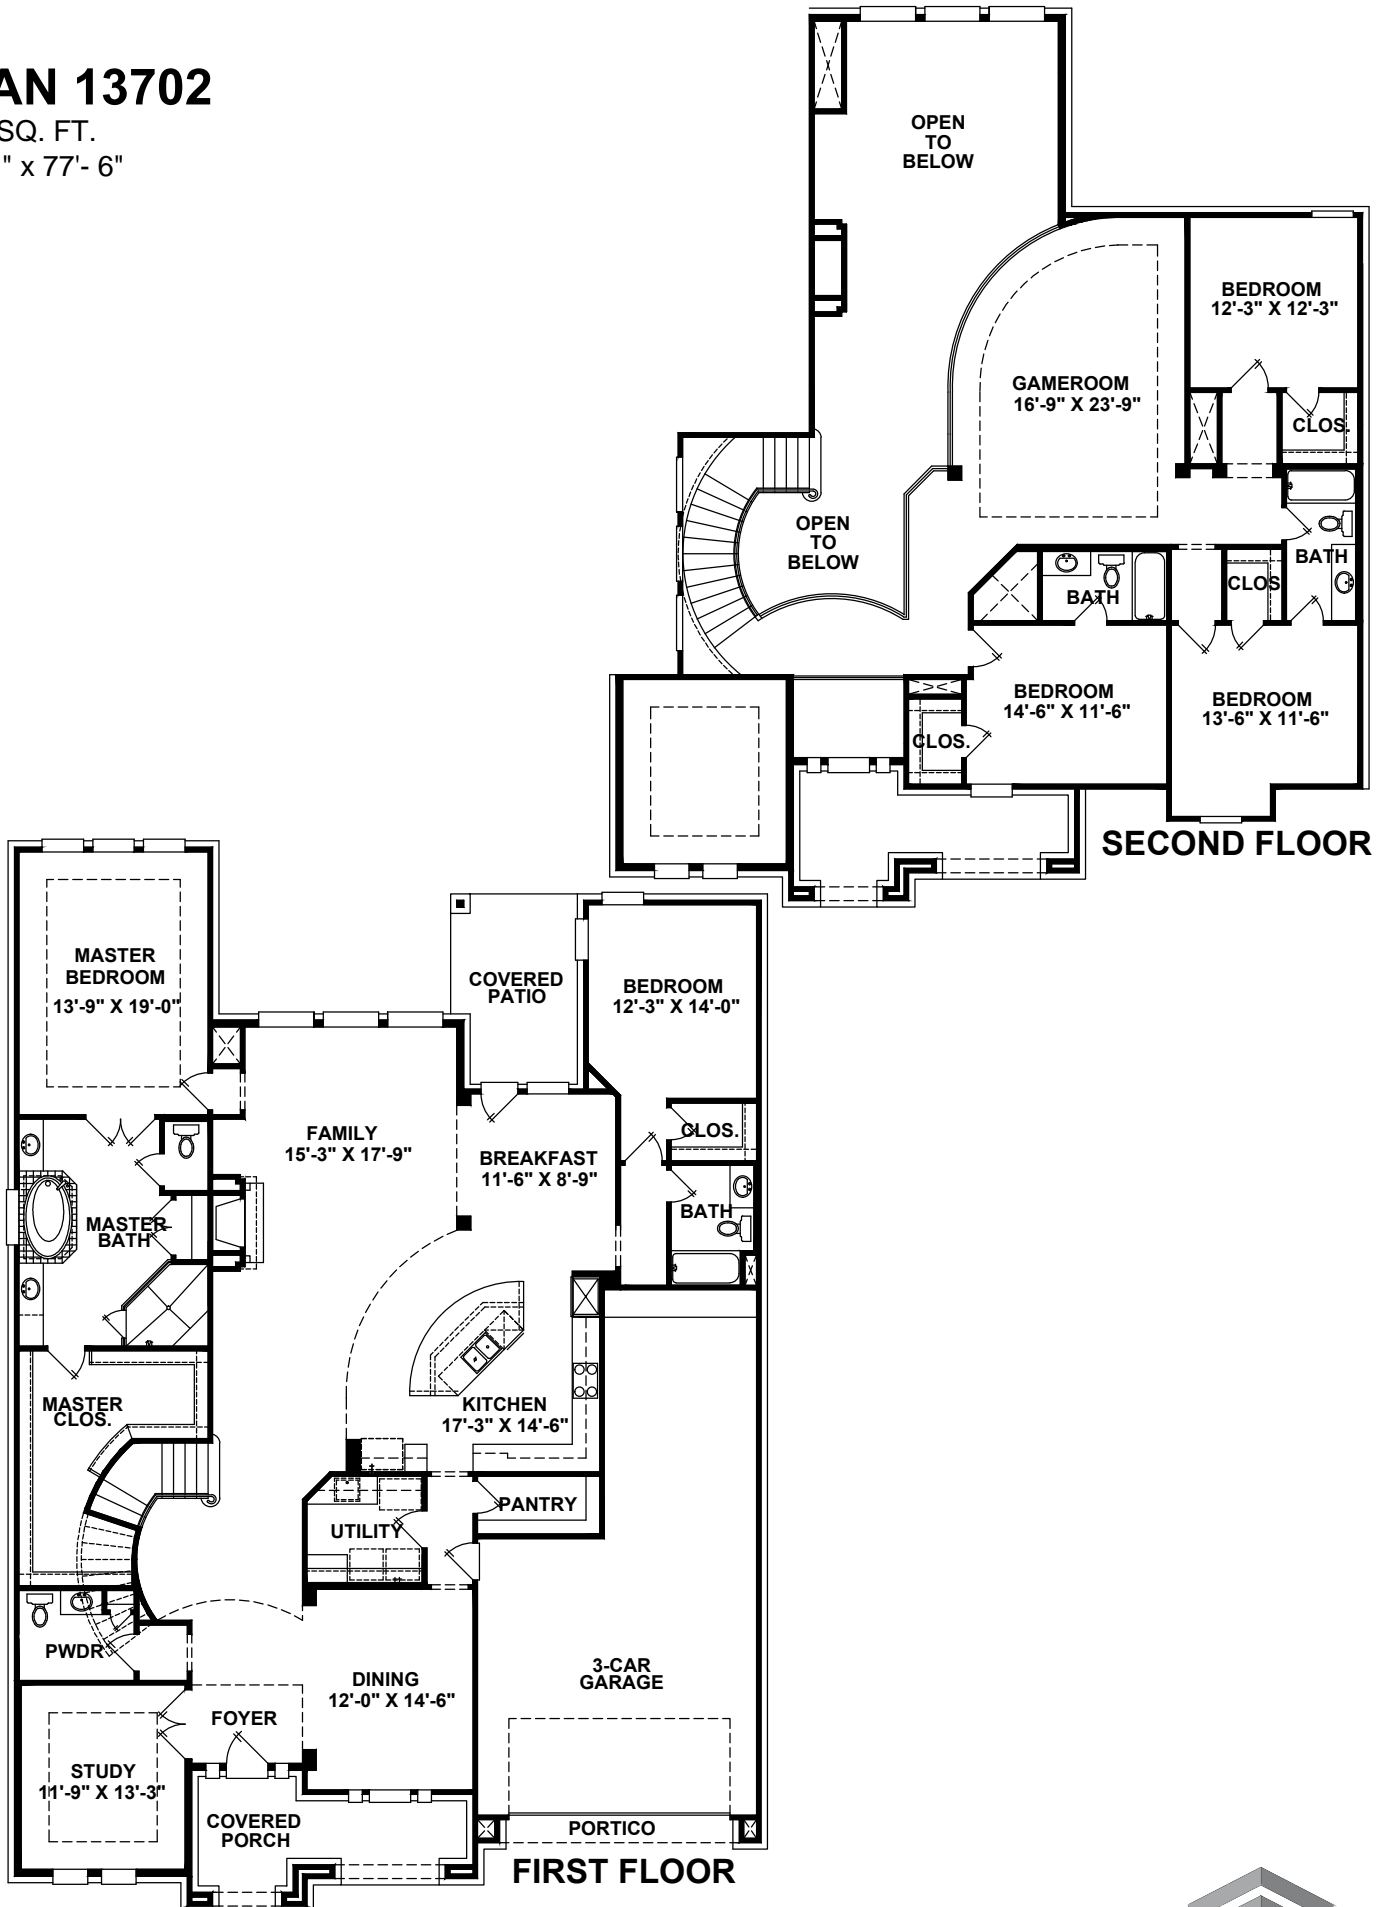 AN 13702
SQ. FT.
" x 77'- 6"
OPEN
TO
BELOW
BEDROOM
12'-3" X 12'-3"
GAMEROOM
16'-9" X 23'-9"
CLOS.
OPEN
TO
BELOW
BATH
CLOS
BATH
BEDROOM
14'-6" X 11'-6"
BEDROOM
13'-6" X 11'-6"
CLOS.
SECOND FLOOR
MASTER
BEDROOM
13'-9" X 19'-0"
COVERED
PATIO
BEDROOM
12'-3" X 14'-0"
FAMILY
15'-3" X 17'-9"
CLOS.
BREAKFAST
11'-6" X 8'-9"
MASTER
BATH
BATH
MASTER
CLOS.
KITCHEN
17'-3" X 14'-6"
PANTRY
UTILITY
PWDR
3-CAR
GARAGE
DINING
12'-0" X 14'-6"
FOYER
STUDY
11'-9" X 13'-3"
COVERED
PORCH
PORTICO
FIRST FLOOR